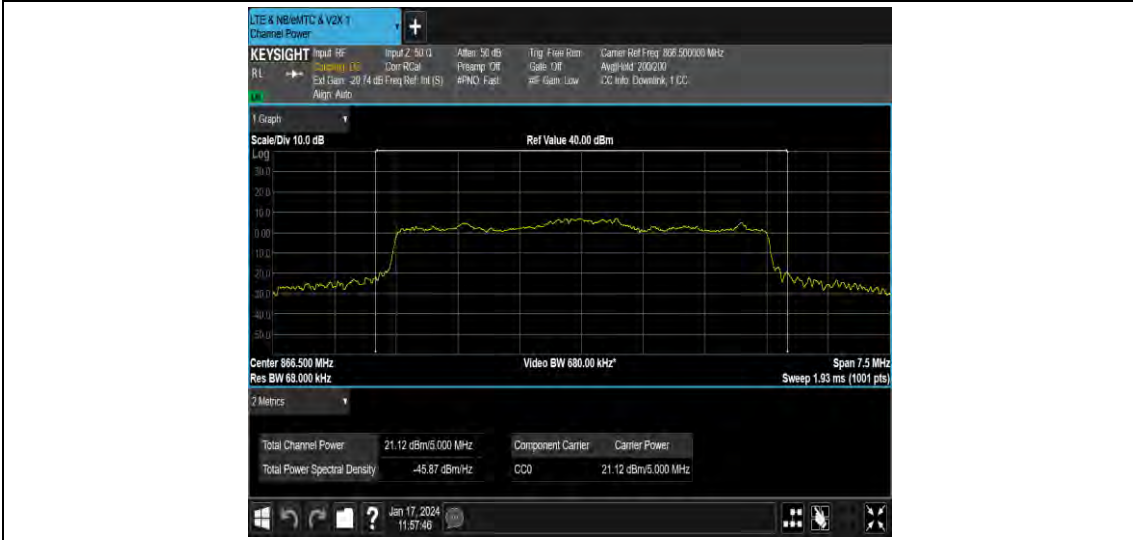 LTE & NB/eMTC & V2X 1
Channel Power
KEYSIGHT Input: RF Input Z: 50 Ω Atten: 50 dB Trig: Free Run Carrier Ref Freq: 866.500000 MHz
Coupling: DC Corr RCal Preamp: Off Gate: Off Avg|Hold: 200/200
RL Ext Gain: -20.74 dB Freq Ref: Int (S) #PNO: Fast #IF Gain: Low CC Info: Downlink, 1 CC
Align: Auto
1 Graph
Scale/Div 10.0 dB Ref Value 40.00 dBm
Log
30.0
20.0
10.0
0.00
-10.0
-20.0
-30.0
-40.0
-50.0
Center 866.500 MHz Video BW 680.00 kHz* Span 7.5 MHz
Res BW 68.000 kHz Sweep 1.93 ms (1001 pts)
2 Metrics
Total Channel Power 21.12 dBm/5.000 MHz Component Carrier Carrier Power
Total Power Spectral Density -45.87 dBm/Hz CC0 21.12 dBm/5.000 MHz
? Jan 17, 2024
11:57:46